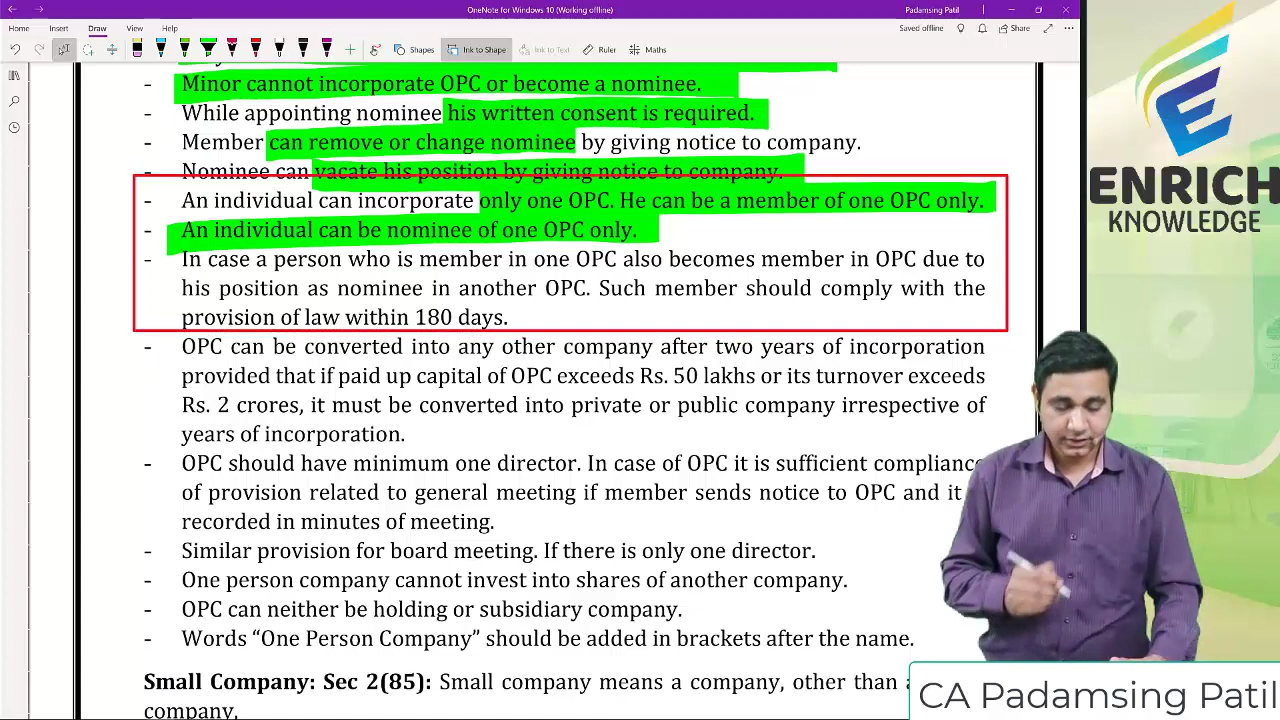 OneNote for Windows 10 (Working offline)
Padamsing Patil
Home Insert Draw View Help
Saved offline
Share
Shapes
Ink to Shape
Ink to Text
Ruler
Maths
- Minor cannot incorporate OPC or become a nominee.
- While appointing nominee his written consent is required.
- Member can remove or change nominee by giving notice to company.
- Nominee can vacate his position by giving notice to company.
- An individual can incorporate only one OPC. He can be a member of one OPC only.
- An individual can be nominee of one OPC only.
- In case a person who is member in one OPC also becomes member in OPC due to
his position as nominee in another OPC. Such member should comply with the
provision of law within 180 days.
- OPC can be converted into any other company after two years of incorporation
provided that if paid up capital of OPC exceeds Rs. 50 lakhs or its turnover exceeds
Rs. 2 crores, it must be converted into private or public company irrespective of
years of incorporation.
- OPC should have minimum one director. In case of OPC it is sufficient compliance
of provision related to general meeting if member sends notice to OPC and it
recorded in minutes of meeting.
- Similar provision for board meeting. If there is only one director.
- One person company cannot invest into shares of another company.
- OPC can neither be holding or subsidiary company.
- Words “One Person Company” should be added in brackets after the name.
Small Company: Sec 2(85): Small company means a company, other than
company.
ENRICH
KNOWLEDGE
CA Padamsing Patil